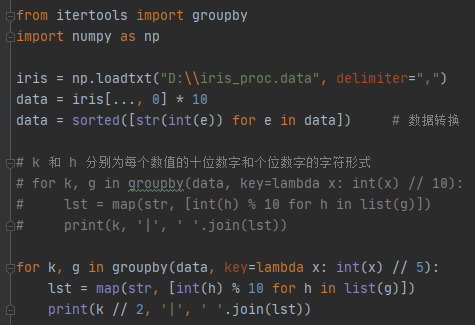 from itertools import groupby
import numpy as np
iris = np.loadtxt("D:\\iris_proc.data", delimiter=",")
data = iris[..., 0] * 10
data = sorted([str(int(e)) for e in data])      # 数据转换
# k 和 h 分别为每个数值的十位数字和个位数字的字符形式
# for k, g in groupby(data, key=lambda x: int(x) // 10):
#     lst = map(str, [int(h) % 10 for h in list(g)])
#     print(k, '|', ' '.join(lst))
for k, g in groupby(data, key=lambda x: int(x) // 5):
    lst = map(str, [int(h) % 10 for h in list(g)])
    print(k // 2, '|', ' '.join(lst))